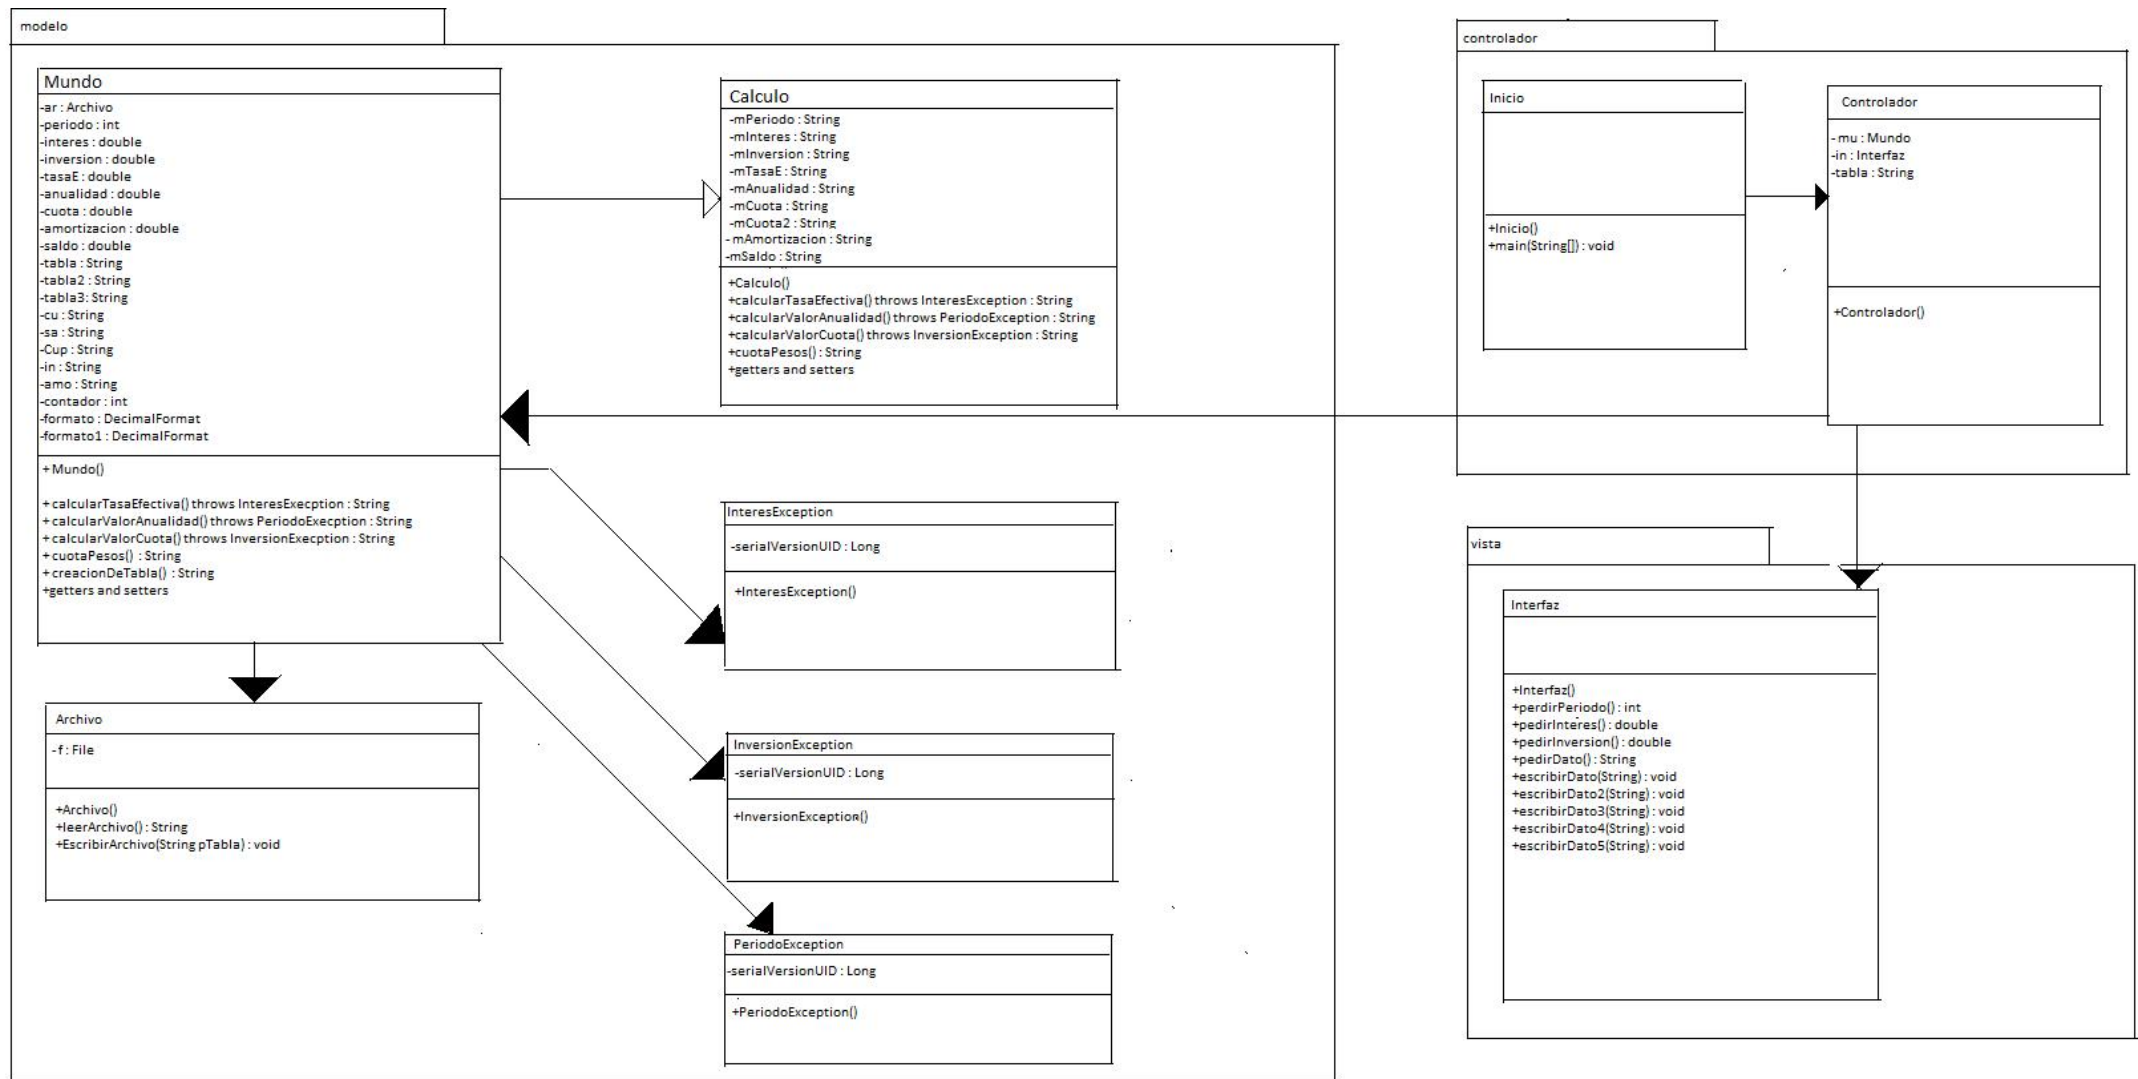 modelo
Mundo
-ar : Archivo
-periodo : int
-interes : double
-inversion : double
-tasaE : double
-anualidad : double
-cuota : double
-amortizacion : double
-saldo : double
-tabla : String
-tabla2 : String
-tabla3: String
-cu : String
-sa : String
-Cup : String
-in : String
-amo : String
-contador : int
-formato : DecimalFormat
-formato1 : DecimalFormat
+ Mundo()
+ calcularTasaEfectiva() throws InteresExecption : String
+ calcularValorAnualidad() throws PeriodoExecption : String
+ calcularValorCuota() throws InversionExecption : String
+ cuotaPesos() : String
+ creacionDeTabla() : String
+getters and setters
Calculo
-mPeriodo : String
-mInteres : String
-mInversion : String
-mTasaE : String
-mAnualidad : String
-mCuota : String
-mCuota2 : String
- mAmortizacion : String
-mSaldo : String
+Calculo()
+calcularTasaEfectiva() throws InteresException : String
+calcularValorAnualidad() throws PeriodoException : String
+calcularValorCuota() throws InversionException : String
+cuotaPesos() : String
+getters and setters
InteresException
-serialVersionUID : Long
+InteresException()
Archivo
-f : File
+Archivo()
+leerArchivo() : String
+EscribirArchivo(String pTabla) : void
InversionException
-serialVersionUID : Long
+InversionException()
PeriodoException
-serialVersionUID : Long
+PeriodoException()
controlador
Inicio
+Inicio()
+main(String[]) : void
Controlador
- mu : Mundo
-in : Interfaz
-tabla : String
+Controlador()
vista
Interfaz
+Interfaz()
+perdirPeriodo() : int
+pedirInteres() : double
+pedirInversion() : double
+pedirDato() : String
+escribirDato(String) : void
+escribirDato2(String) : void
+escribirDato3(String) : void
+escribirDato4(String) : void
+escribirDato5(String) : void